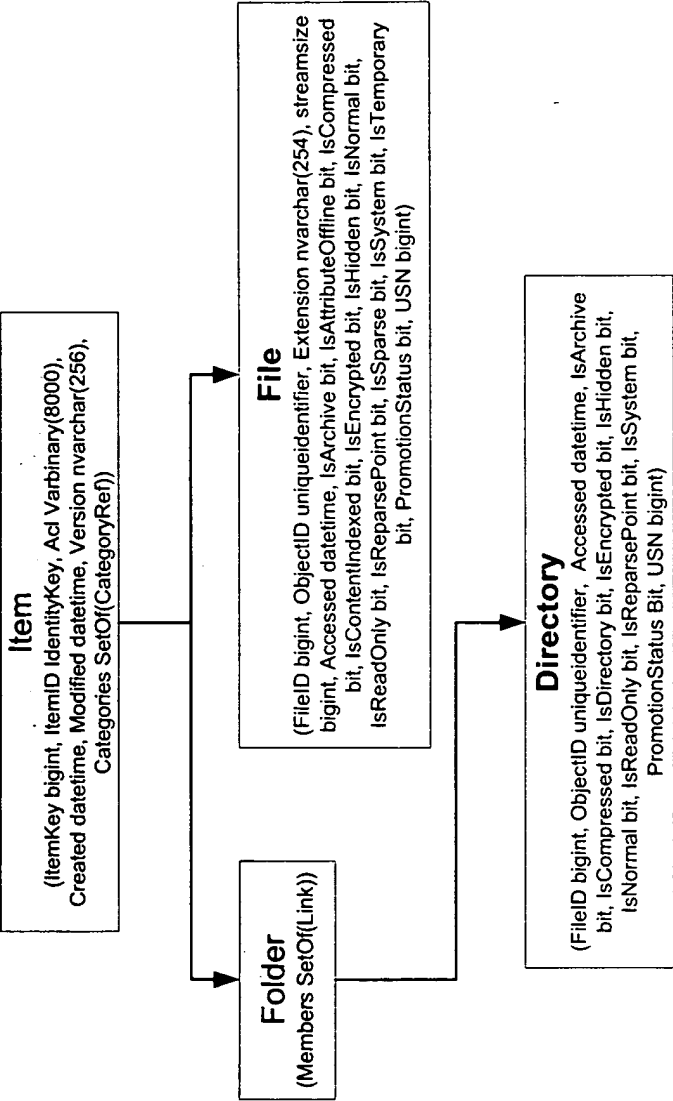 Item
(ItemKey bigint, ItemID IdentityKey, Acl Varbinary(8000),
Created datetime, Modified datetime, Version nvarchar(256),
Categories SetOf(CategoryRef))
Folder
(Members SetOf(Link))
File
(FileID bigint, ObjectID uniqueidentifier, Extension nvarchar(254), streamsize
bigint, Accessed datetime, IsArchive bit, IsAttributeOffline bit, IsCompressed
bit, IsContentIndexed bit, IsEncrypted bit, IsHidden bit, IsNormal bit,
IsReadOnly bit, IsReparsePoint bit, IsSparse bit, IsSystem bit, IsTemporary
bit, PromotionStatus bit, USN bigint)
Directory
(FileID bigint, ObjectID uniqueidentifier, Accessed datetime, IsArchive
bit, IsCompressed bit, IsDirectory bit, IsEncrypted bit, IsHidden bit,
IsNormal bit, IsReadOnly bit, IsReparsePoint bit, IsSystem bit,
PromotionStatus Bit, USN bigint)